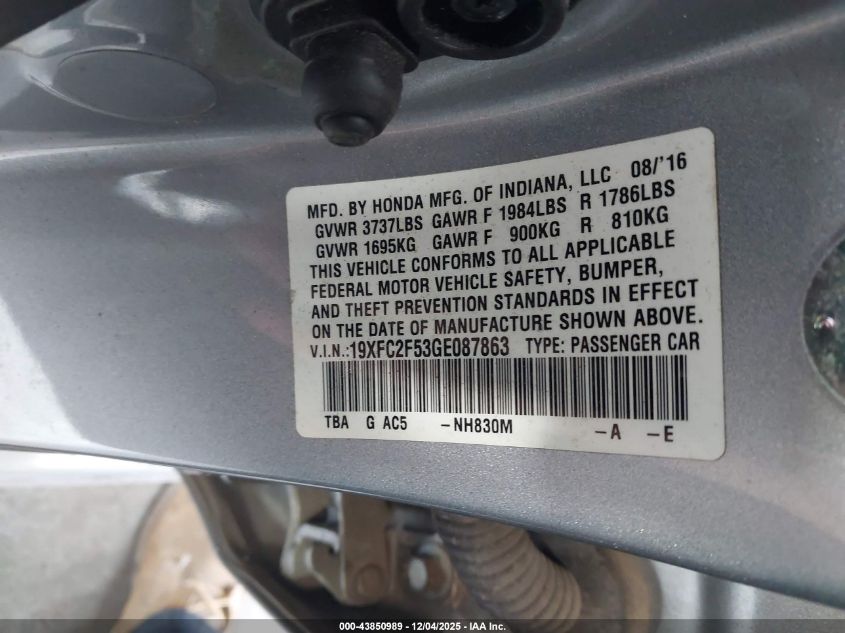 MFD. BY HONDA MFG. OF INDIANA, LLC 08/'16
GVWR 3737LBS GAWR F 1984LBS R 1786LBS
GVWR 1695KG GAWR F 900KG R 810KG
THIS VEHICLE CONFORMS TO ALL APPLICABLE
FEDERAL MOTOR VEHICLE SAFETY, BUMPER,
AND THEFT PREVENTION STANDARDS IN EFFECT
ON THE DATE OF MANUFACTURE SHOWN ABOVE.
V.I.N.:19XFC2F53GE087863 TYPE: PASSENGER CAR
TBA G AC5 -NH830M -A -E
000-43850989 - 12/04/2025 - IAA Inc.